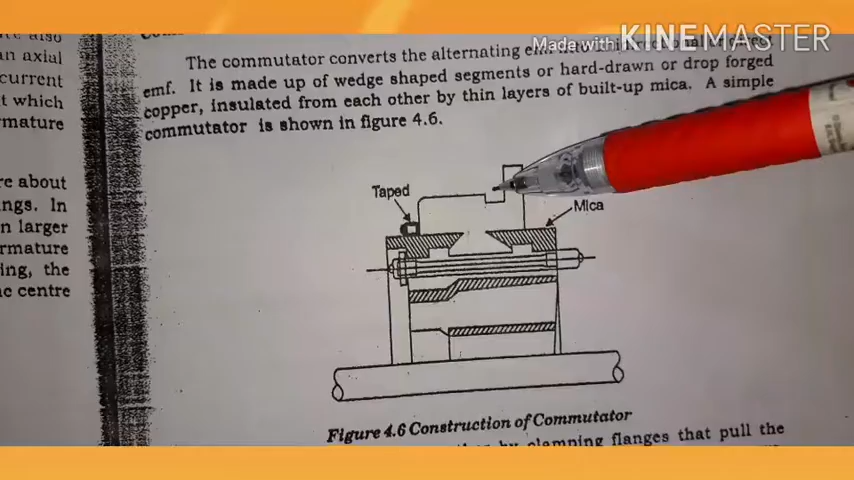 Made with KINEMASTER
an axial
current
t which
rmature
re about
ngs. In
n larger
rmature
ing, the
ne centre
The commutator converts the alternating
emf. It is made up of wedge shaped segments or hard-drawn or drop forged
copper, insulated from each other by thin layers of built-up mica. A simple
commutator is shown in figure 4.6.
Taped
Mica
Figure 4.6 Construction of Commutator
clamping flanges that pull the